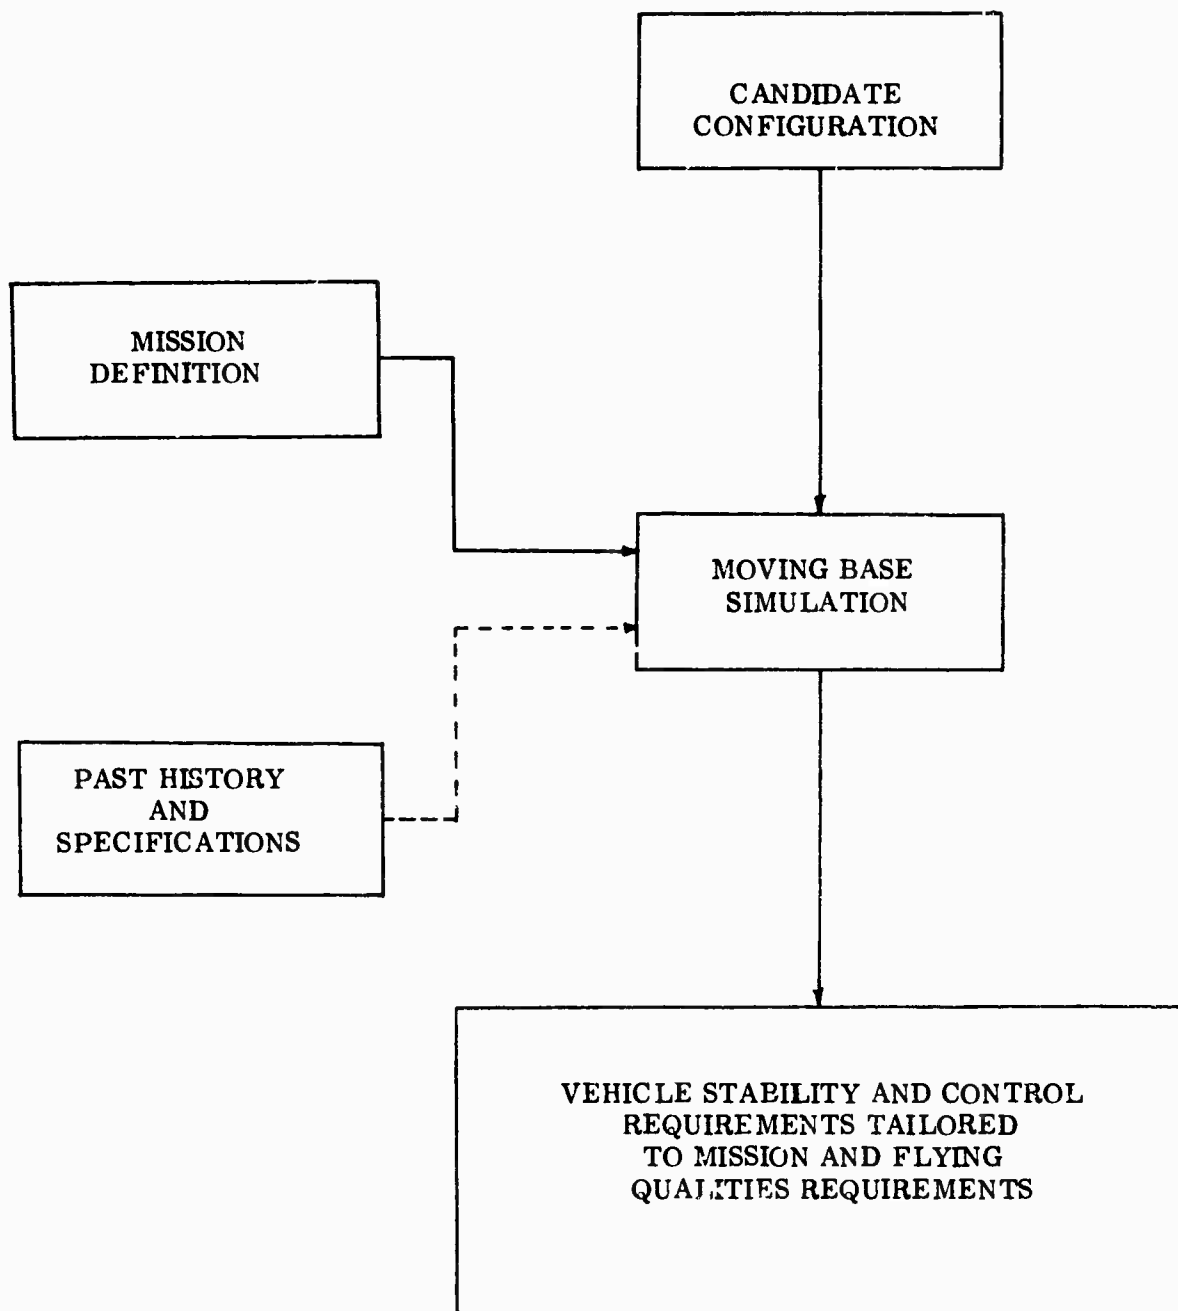 CANDIDATE
CONFIGURATION
MISSION
DEFINITION
MOVING BASE
SIMULATION
PAST HISTORY
AND
SPECIFICATIONS
VEHICLE STABILITY AND CONTROL
REQUIREMENTS TAILORED
TO MISSION AND FLYING
QUALITIES REQUIREMENTS